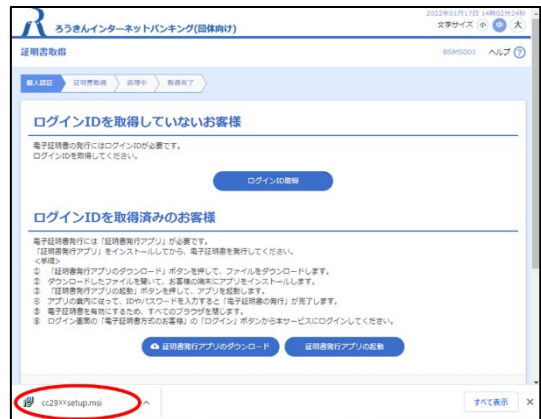 2022年01月17日 14時02分24秒
ろうきんインターネットバンキング(団体向け)
文字サイズ 小 中 大
証明書取得
BSMS001 ヘルプ ?
個人認証 証明書取得 処理中 取得完了
ログインIDを取得していないお客様
電子証明書の発行にはログインIDが必要です。
ログインIDを取得してください。
ログインID取得
ログインIDを取得済みのお客様
電子証明書発行には「証明書発行アプリ」が必要です。
「証明書発行アプリ」をインストールしてから、電子証明書を発行してください。
<手順>
① 「証明書発行アプリのダウンロード」ボタンを押して、ファイルをダウンロードします。
② ダウンロードしたファイルを開いて、お客様の端末にアプリをインストールします。
③ 「証明書発行アプリの起動」ボタンを押して、アプリを起動します。
④ アプリの案内に従って、IDやパスワードを入力すると「電子証明書の発行」が完了します。
⑤ 電子証明書を有効にするため、すべてのブラウザを閉じます。
⑥ ログイン画面の「電子証明書方式のお客様」の「ログイン」ボタンから本サービスにログインしてください。
証明書発行アプリのダウンロード 証明書発行アプリの起動
cc29××setup.msi すべて表示